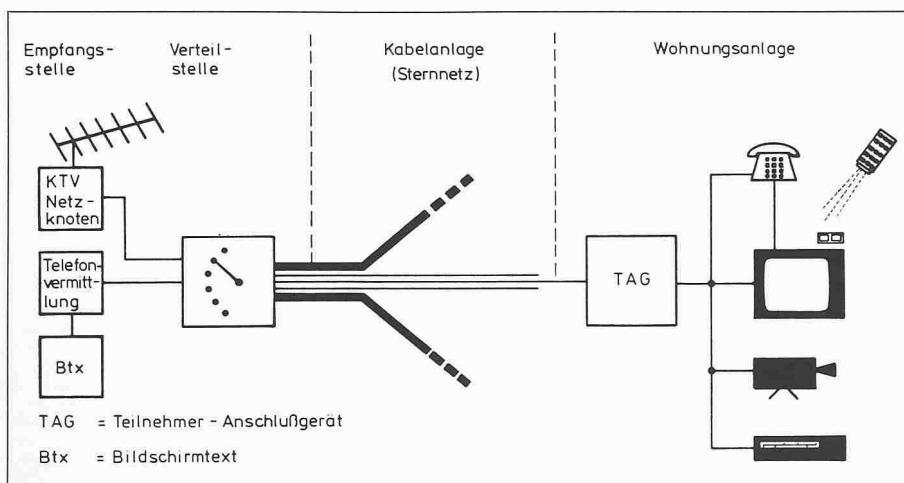 Empfangs-
stelle
Verteil-
stelle
Kabelanlage
(Sternnetz)
Wohnungsanlage
KTV
Netz-
knoten
Telefon-
vermitt-
lung
Btx
TAG
TAG = Teilnehmer - Anschlußgerät
Btx = Bildschirmtext